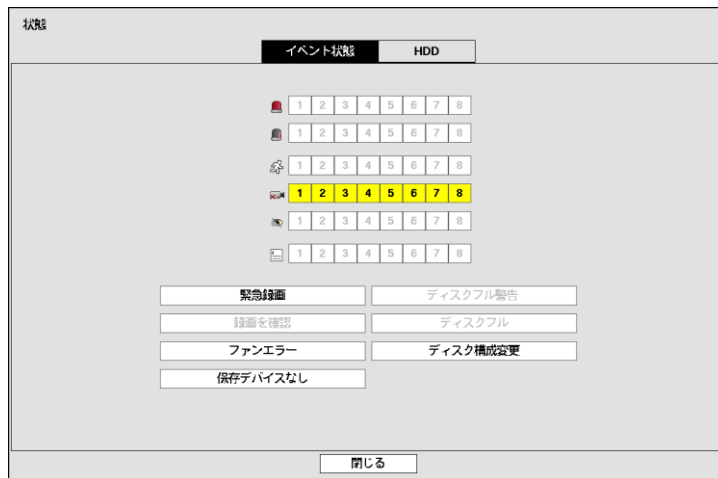 状態
イベント状態 HDD
1 2 3 4 5 6 7 8
1 2 3 4 5 6 7 8
1 2 3 4 5 6 7 8
1 2 3 4 5 6 7 8
1 2 3 4 5 6 7 8
1 2 3 4 5 6 7 8
緊急録画 ディスクフル警告
録画を確認 ディスクフル
ファンエラー ディスク構成変更
保存デバイスなし
閉じる